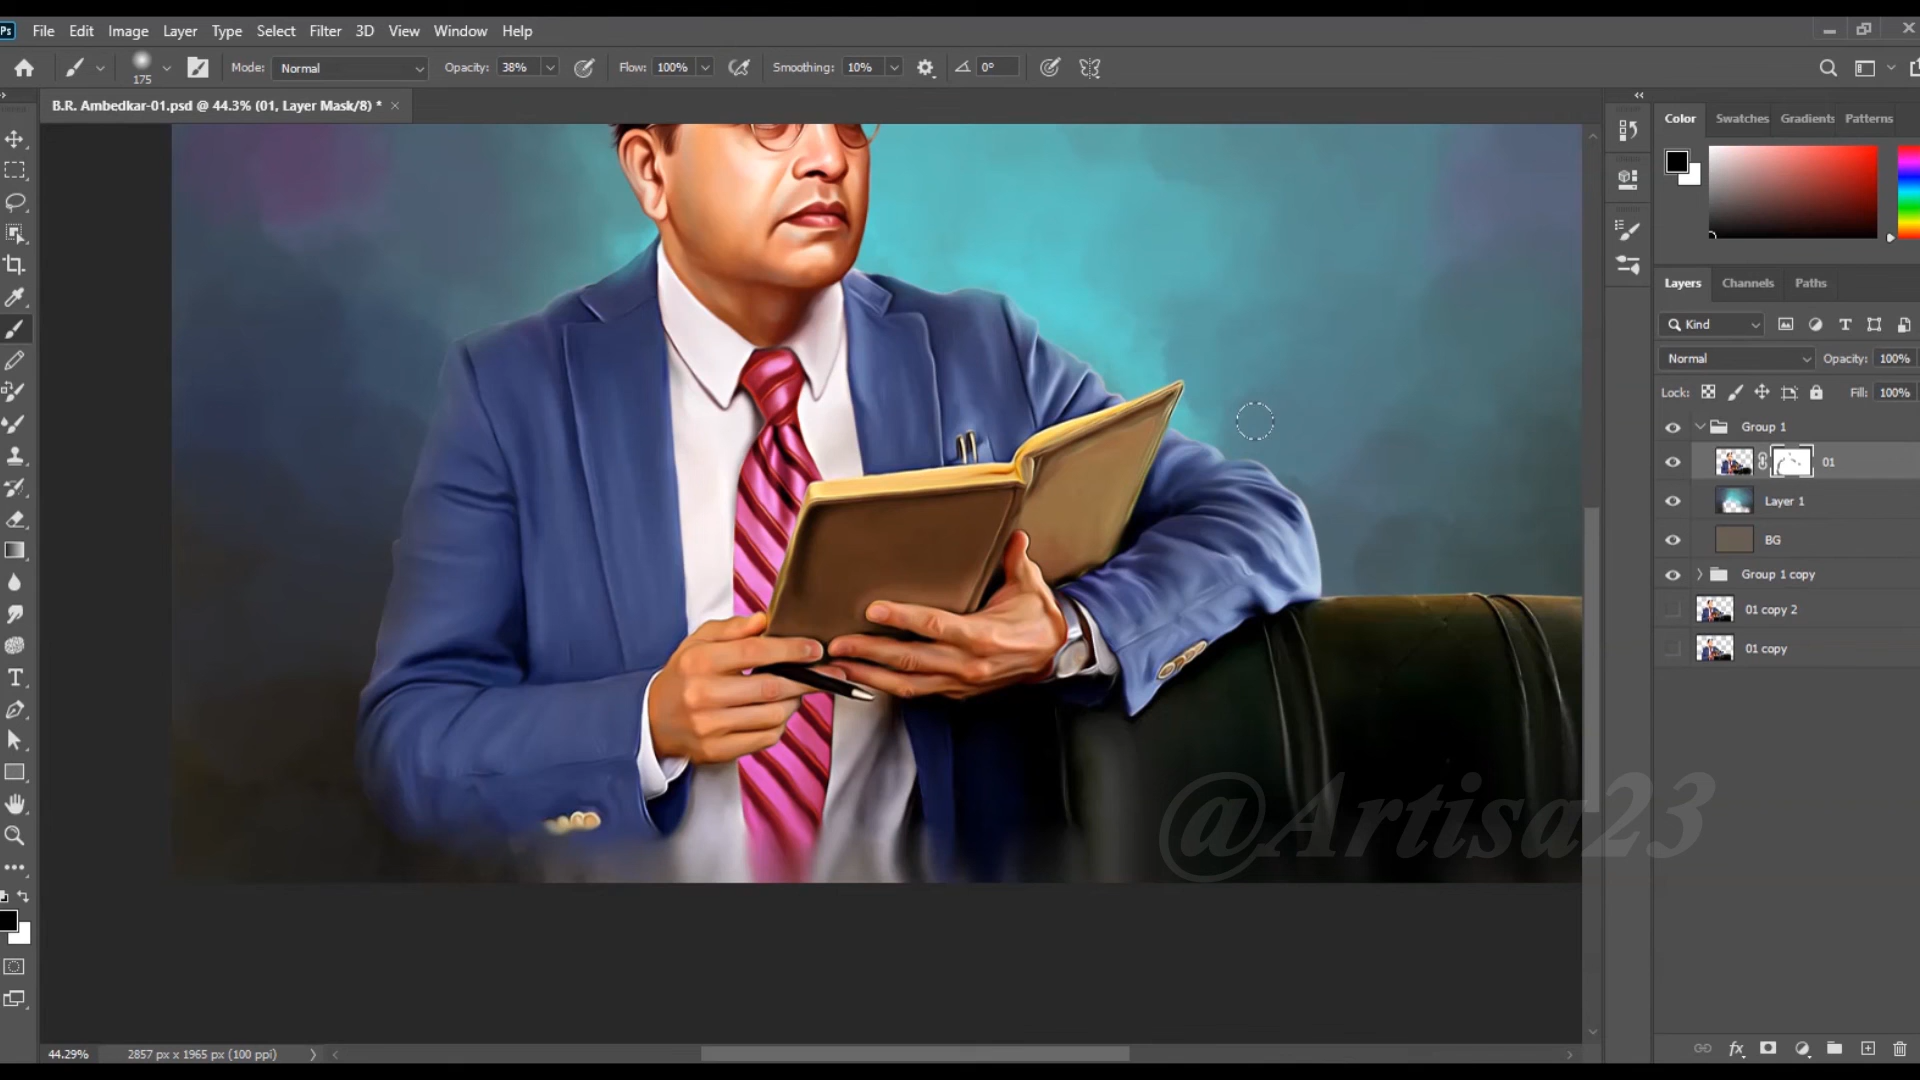 Ps File Edit Image Layer Type Select Filter 3D View Window Help
175 Mode: Normal Opacity: 38% Flow: 100% Smoothing: 10% 0°
B.R. Ambedkar-01.psd @ 44.3% (01, Layer Mask/8) * ×
Color Swatches Gradients Patterns
Layers Channels Paths
Kind
Normal Opacity: 100%
Lock: Fill: 100%
Group 1
01
Layer 1
BG
Group 1 copy
01 copy 2
01 copy
@Artisa23
44.29% 2857 px x 1965 px (100 ppi)
fx